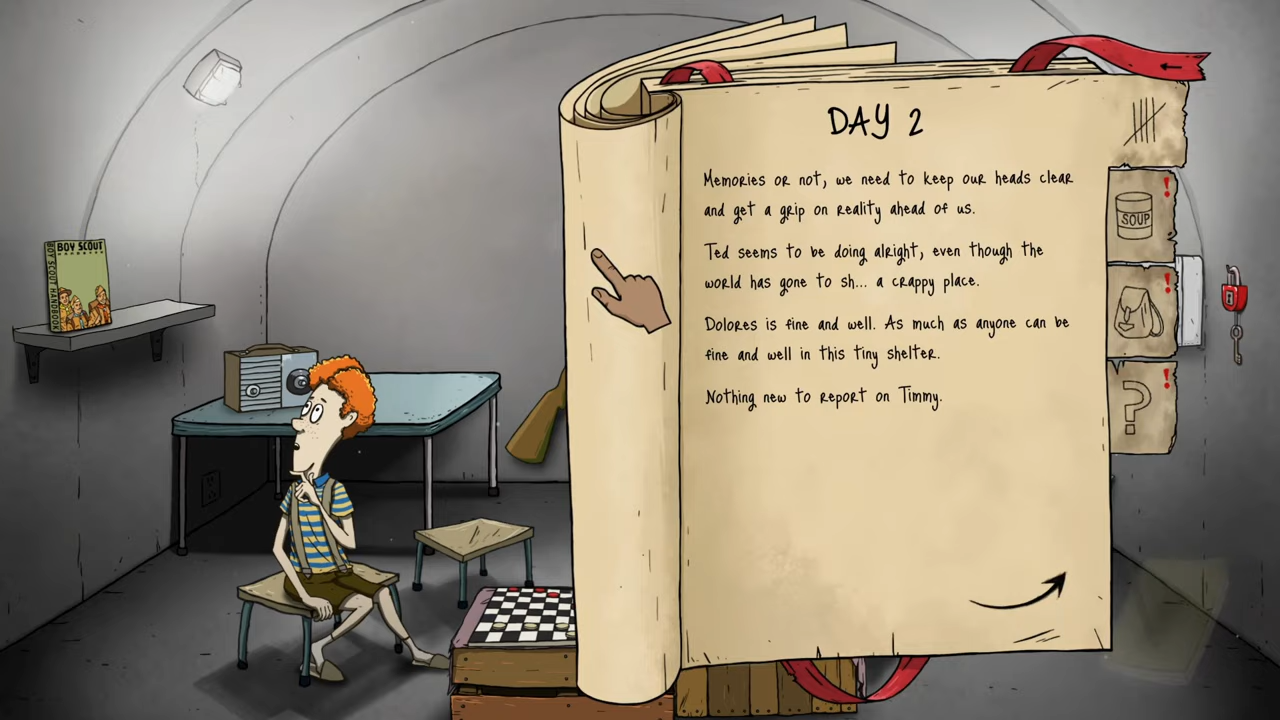 BOY SCOUT
BOY SCOUT HANDBOOK
DAY 2
Memories or not, we need to keep our heads clear
and get a grip on reality ahead of us.
Ted seems to be doing alright, even though the
world has gone to sh... a crappy place.
Dolores is fine and well. As much as anyone can be
fine and well in this tiny shelter.
Nothing new to report on Timmy.
!
SOUP
!
!
?